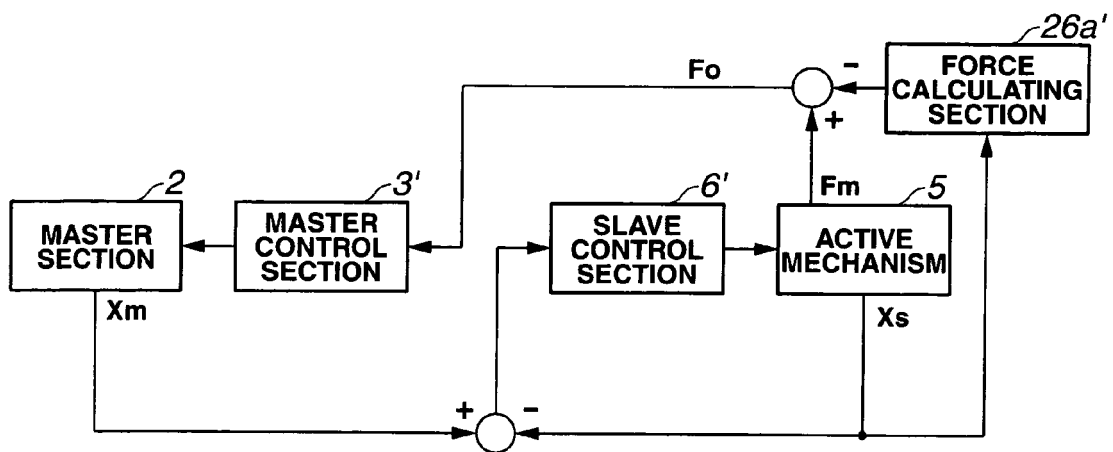 26a'
FORCE
CALCULATING
SECTION
-
Fo
+
2
MASTER
SECTION
3'
MASTER
CONTROL
SECTION
6'
SLAVE
CONTROL
SECTION
Fm
5
ACTIVE
MECHANISM
Xm
Xs
+
-